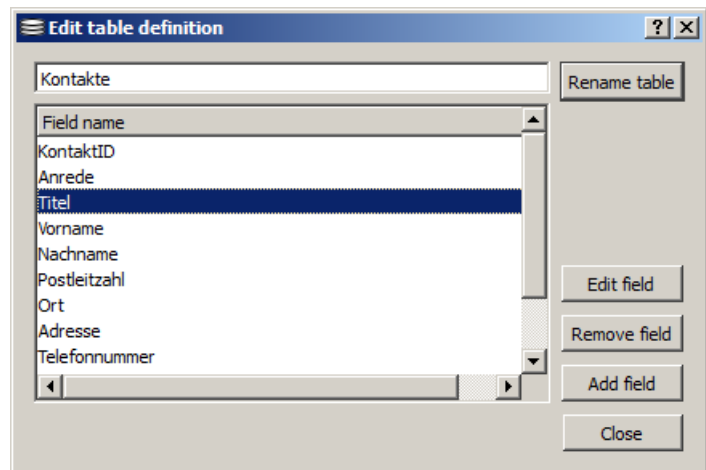 Edit table definition
Kontakte
Rename table
Field name
KontaktID
Anrede
Titel
Vorname
Nachname
Postleitzahl
Ort
Adresse
Telefonnummer
Edit field
Remove field
Add field
Close